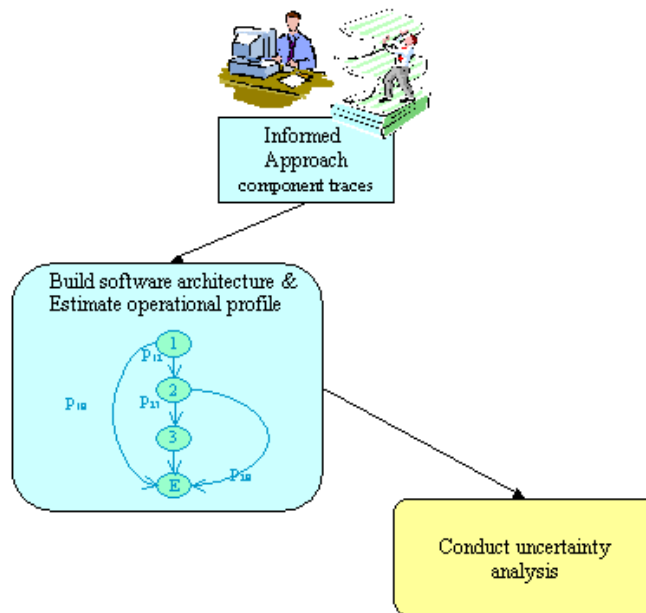 Informed
Approach
component traces
Build software architecture &
Estimate operational profile
1
P12
2
P23
P1E
3
P2E
E
Conduct uncertainty
analysis